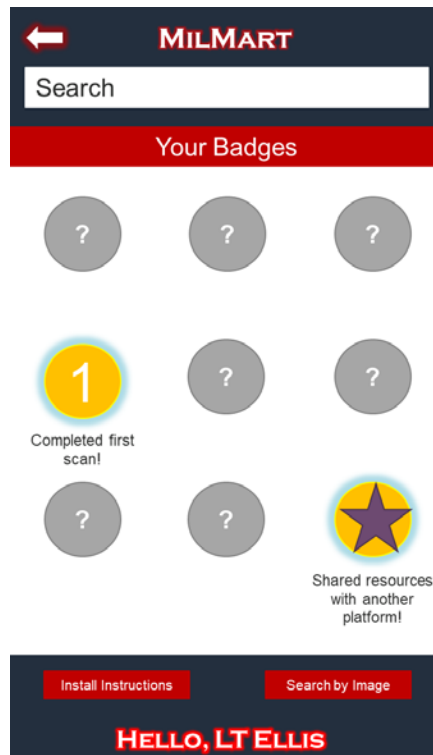 MILMART
Search
Your Badges
? ? ?
1 ? ?
Completed first
scan!
? ?
Shared resources
with another
platform!
Install Instructions Search by Image
HELLO, LT ELLIS